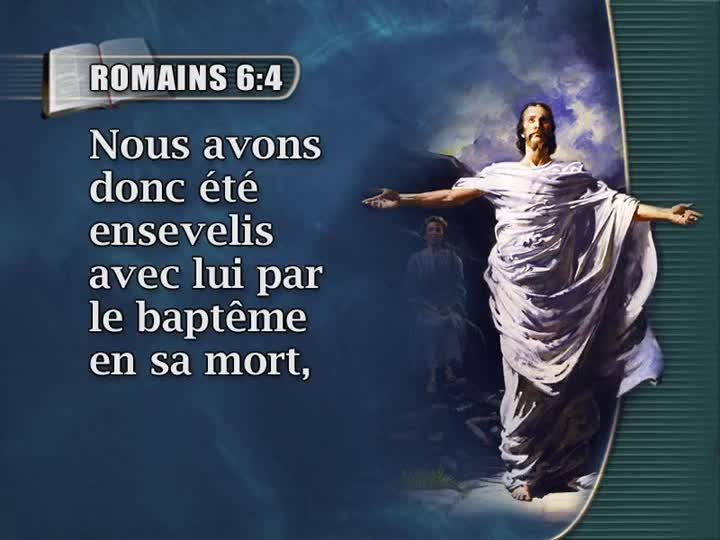 ROMAINS 6:4
Nous avons
donc été
ensevelis
avec lui par
le baptême
en sa mort,